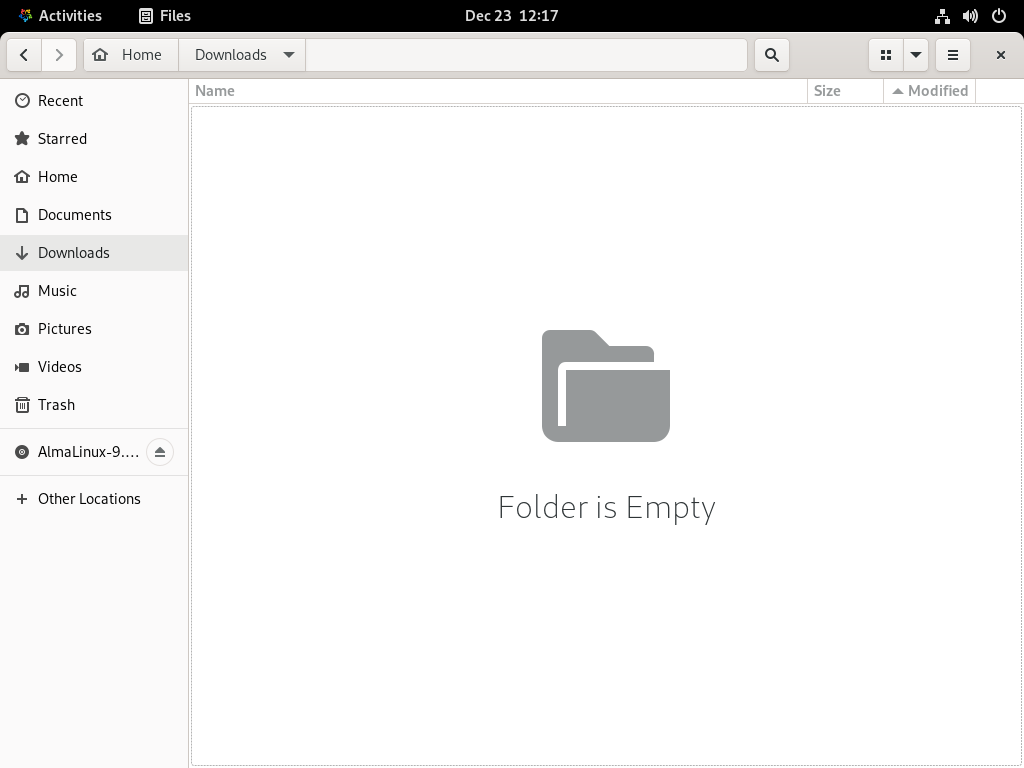 Activities Files Dec 23 12:17
Home Downloads
Name Size Modified
Recent
Starred
Home
Documents
Downloads
Music
Pictures
Videos
Trash
AlmaLinux-9....
Other Locations
Folder is Empty